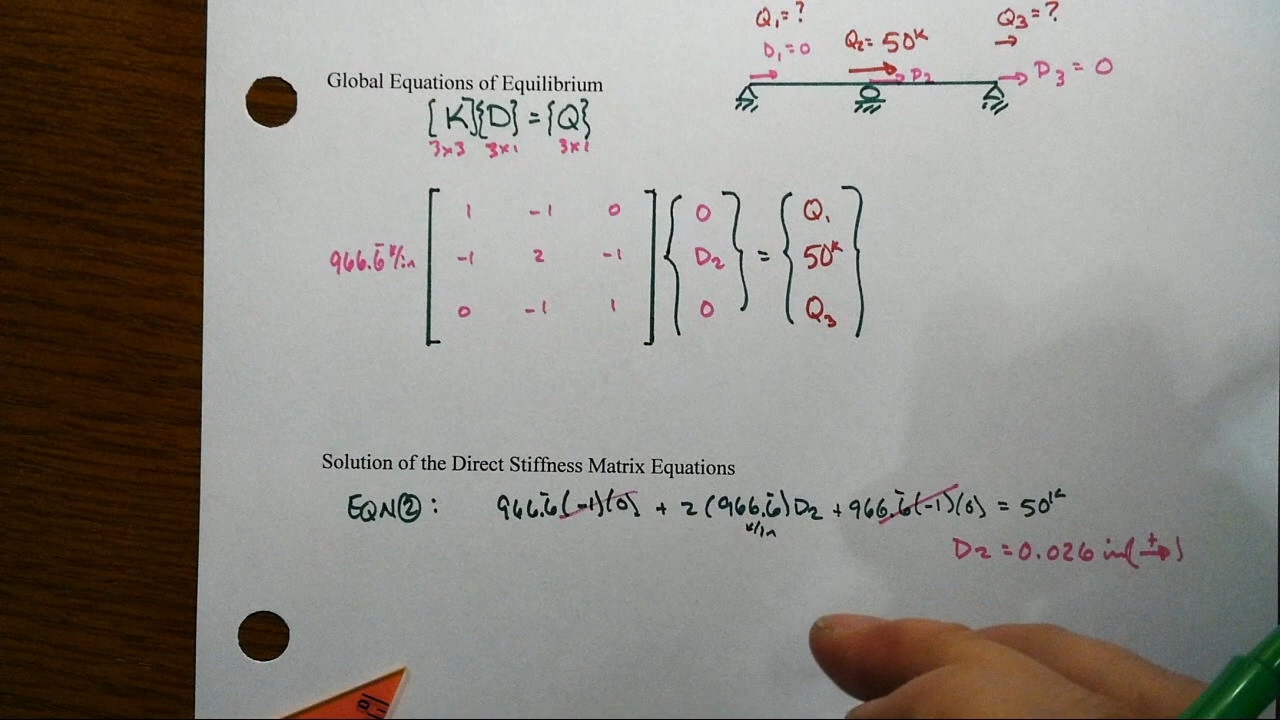 Q₁ = ?
Q₃ = ?
D₁ = 0
Q₂ = 50ᵏ
D₂
D₃ = 0
Global Equations of Equilibrium
[K]{D} = {Q}
3x3 3x1 3x1
1 -1 0 0 Q₁
966.6̄ ᵏ/in -1 2 -1 D₂ = 50ᵏ
0 -1 1 0 Q₃
Solution of the Direct Stiffness Matrix Equations
EQN②: 966.6̄(-1)(0) + 2(966.6̄)D₂ + 966.6̄(-1)(0) = 50ᵏ
ᵏ/in
D₂ = 0.026 in(+→)